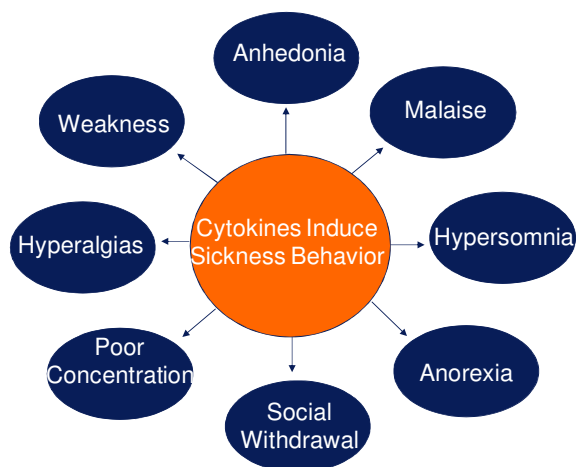 Anhedonia
Malaise
Weakness
Cytokines Induce
Sickness Behavior
Hypersomnia
Hyperalgias
Poor
Concentration
Anorexia
Social
Withdrawal